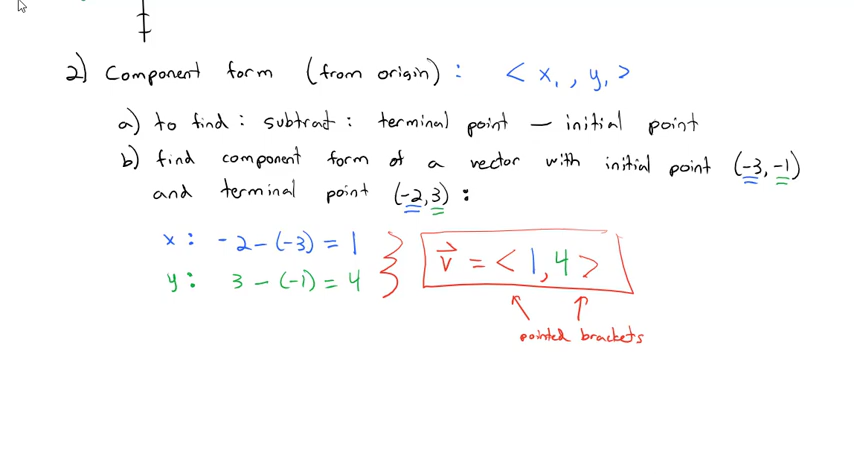 2) Component form (from origin) : < x₁ , y₁ >
a) to find : subtract : terminal point — initial point
b) find component form of a vector with initial point (-3, -1)
and terminal point (-2, 3) :
x : -2 - (-3) = 1
y : 3 - (-1) = 4
v⃗ = < 1, 4 >
pointed brackets